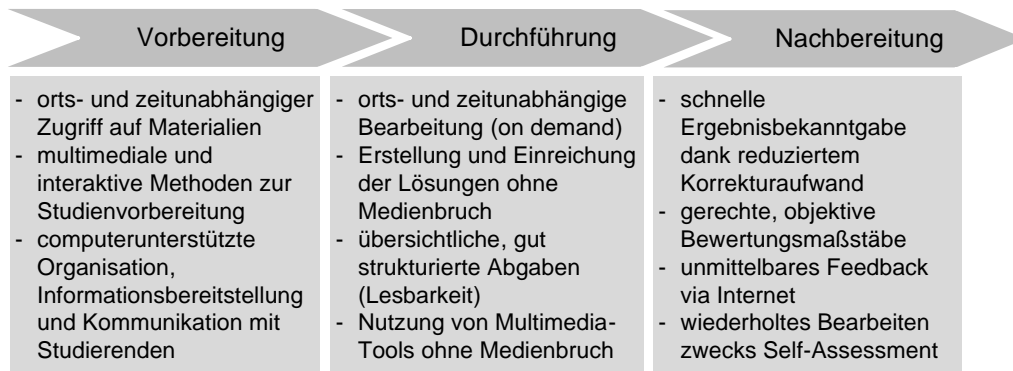 Vorbereitung
- orts- und zeitunabhängiger
Zugriff auf Materialien
- multimediale und
interaktive Methoden zur
Studienvorbereitung
- computerunterstützte
Organisation,
Informationsbereitstellung
und Kommunikation mit
Studierenden
Durchführung
- orts- und zeitunabhängige
Bearbeitung (on demand)
- Erstellung und Einreichung
der Lösungen ohne
Medienbruch
- übersichtliche, gut
strukturierte Abgaben
(Lesbarkeit)
- Nutzung von Multimedia-
Tools ohne Medienbruch
Nachbereitung
- schnelle
Ergebnisbekanntgabe
dank reduziertem
Korrekturaufwand
- gerechte, objektive
Bewertungsmaßstäbe
- unmittelbares Feedback
via Internet
- wiederholtes Bearbeiten
zwecks Self-Assessment